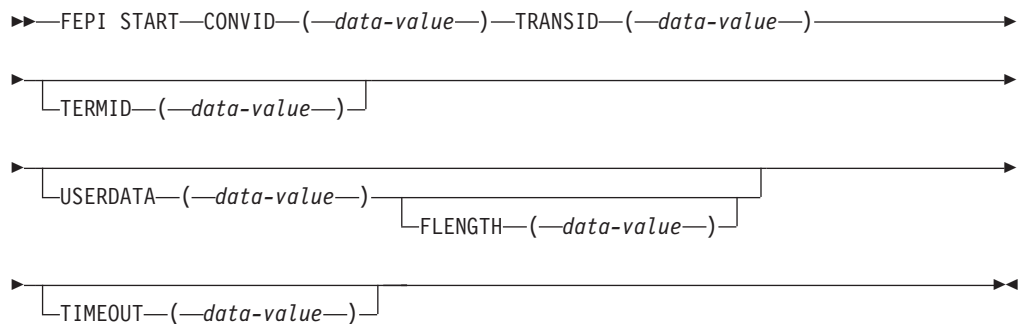 FEPI START CONVID ( data-value ) TRANSID ( data-value )
TERMID ( data-value )
USERDATA ( data-value )
FLENGTH ( data-value )
TIMEOUT ( data-value )